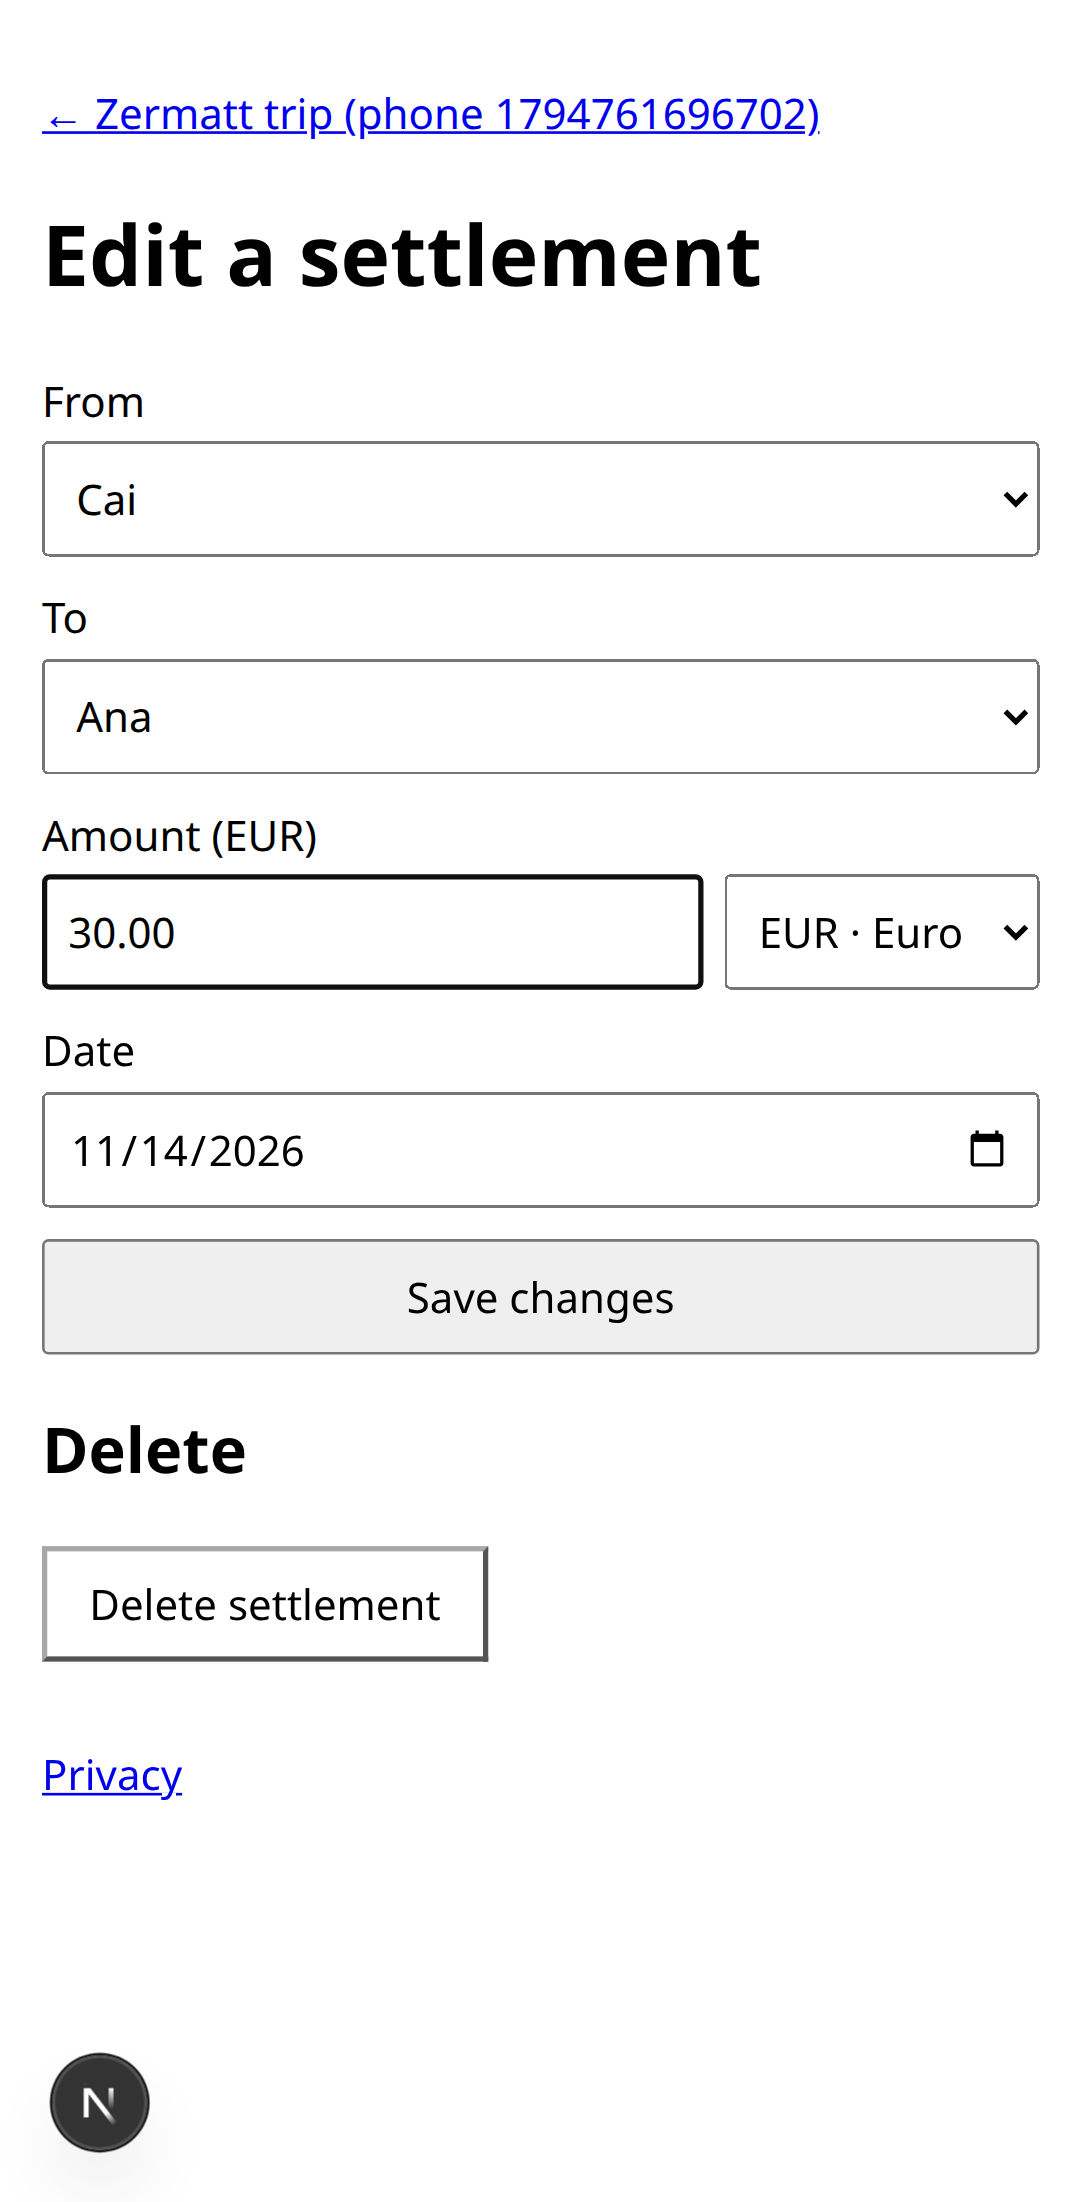 ← Zermatt trip (phone 1794761696702)
Edit a settlement
From
Cai
To
Ana
Amount (EUR)
30.00
EUR · Euro
Date
11/14/2026
Save changes
Delete
Delete settlement
Privacy
N